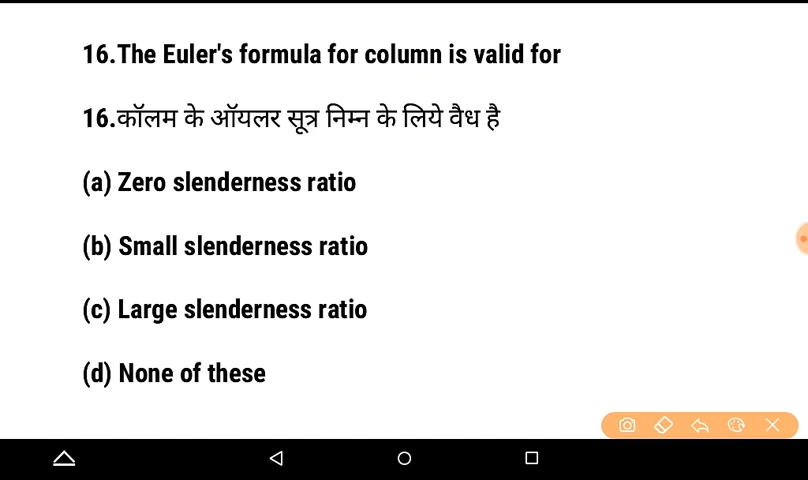 16.The Euler's formula for column is valid for
16.कॉलम के ऑयलर सूत्र निम्न के लिये वैध है
(a) Zero slenderness ratio
(b) Small slenderness ratio
(c) Large slenderness ratio
(d) None of these